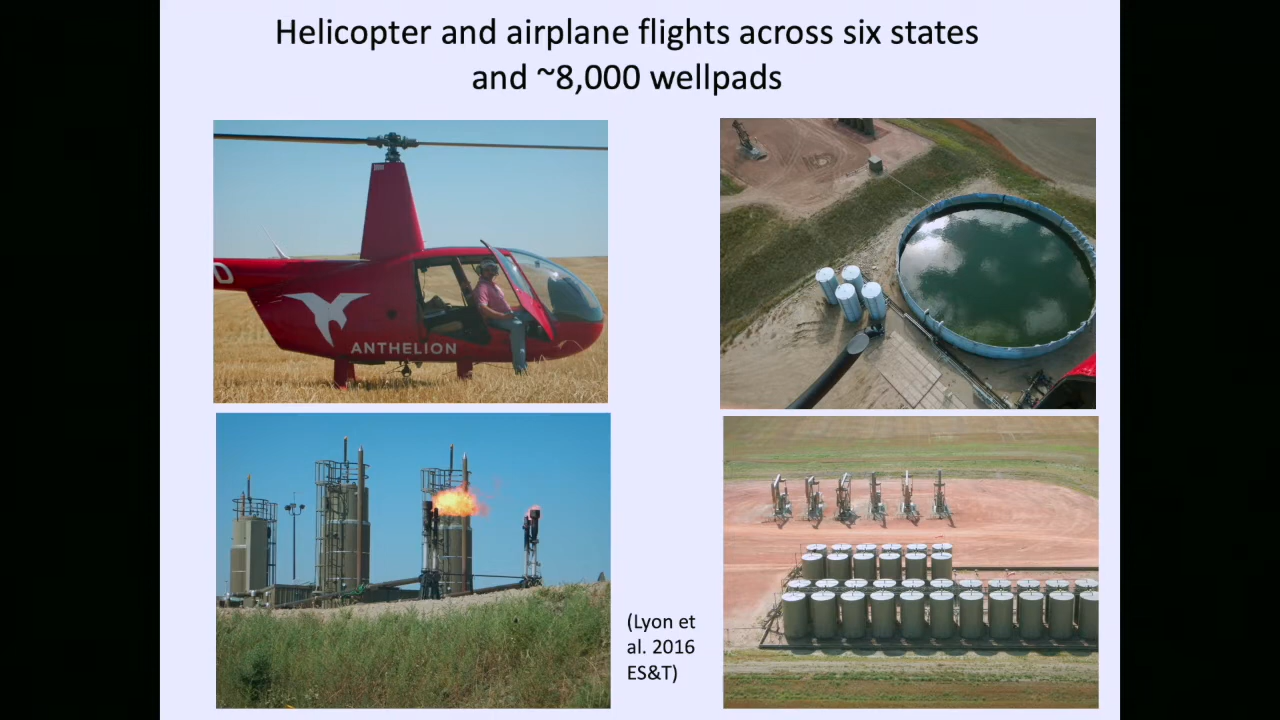 Helicopter and airplane flights across six states
and ~8,000 wellpads
ANTHELION
(Lyon et
al. 2016
ES&T)